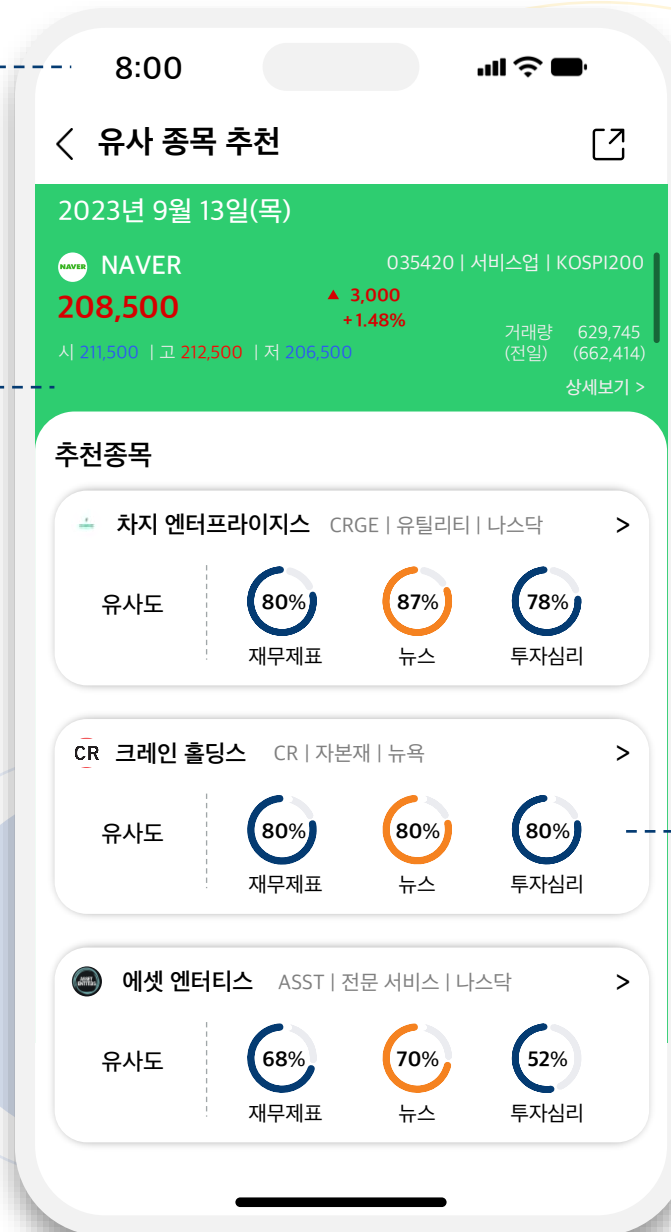 8:00
유사 종목 추천
2023년 9월 13일(목)
NAVER NAVER 035420 | 서비스업 | KOSPI200
208,500 ▲ 3,000
+1.48%
시 211,500 | 고 212,500 | 저 206,500
거래량 629,745
(전일) (662,414)
상세보기 >
추천종목
차지 엔터프라이지스 CRGE | 유틸리티 | 나스닥 >
유사도 80% 87% 78%
재무제표 뉴스 투자심리
CR 크레인 홀딩스 CR | 자본재 | 뉴욕 >
유사도 80% 80% 80%
재무제표 뉴스 투자심리
ASSET ENTITIES 에셋 엔터티스 ASST | 전문 서비스 | 나스닥 >
유사도 68% 70% 52%
재무제표 뉴스 투자심리